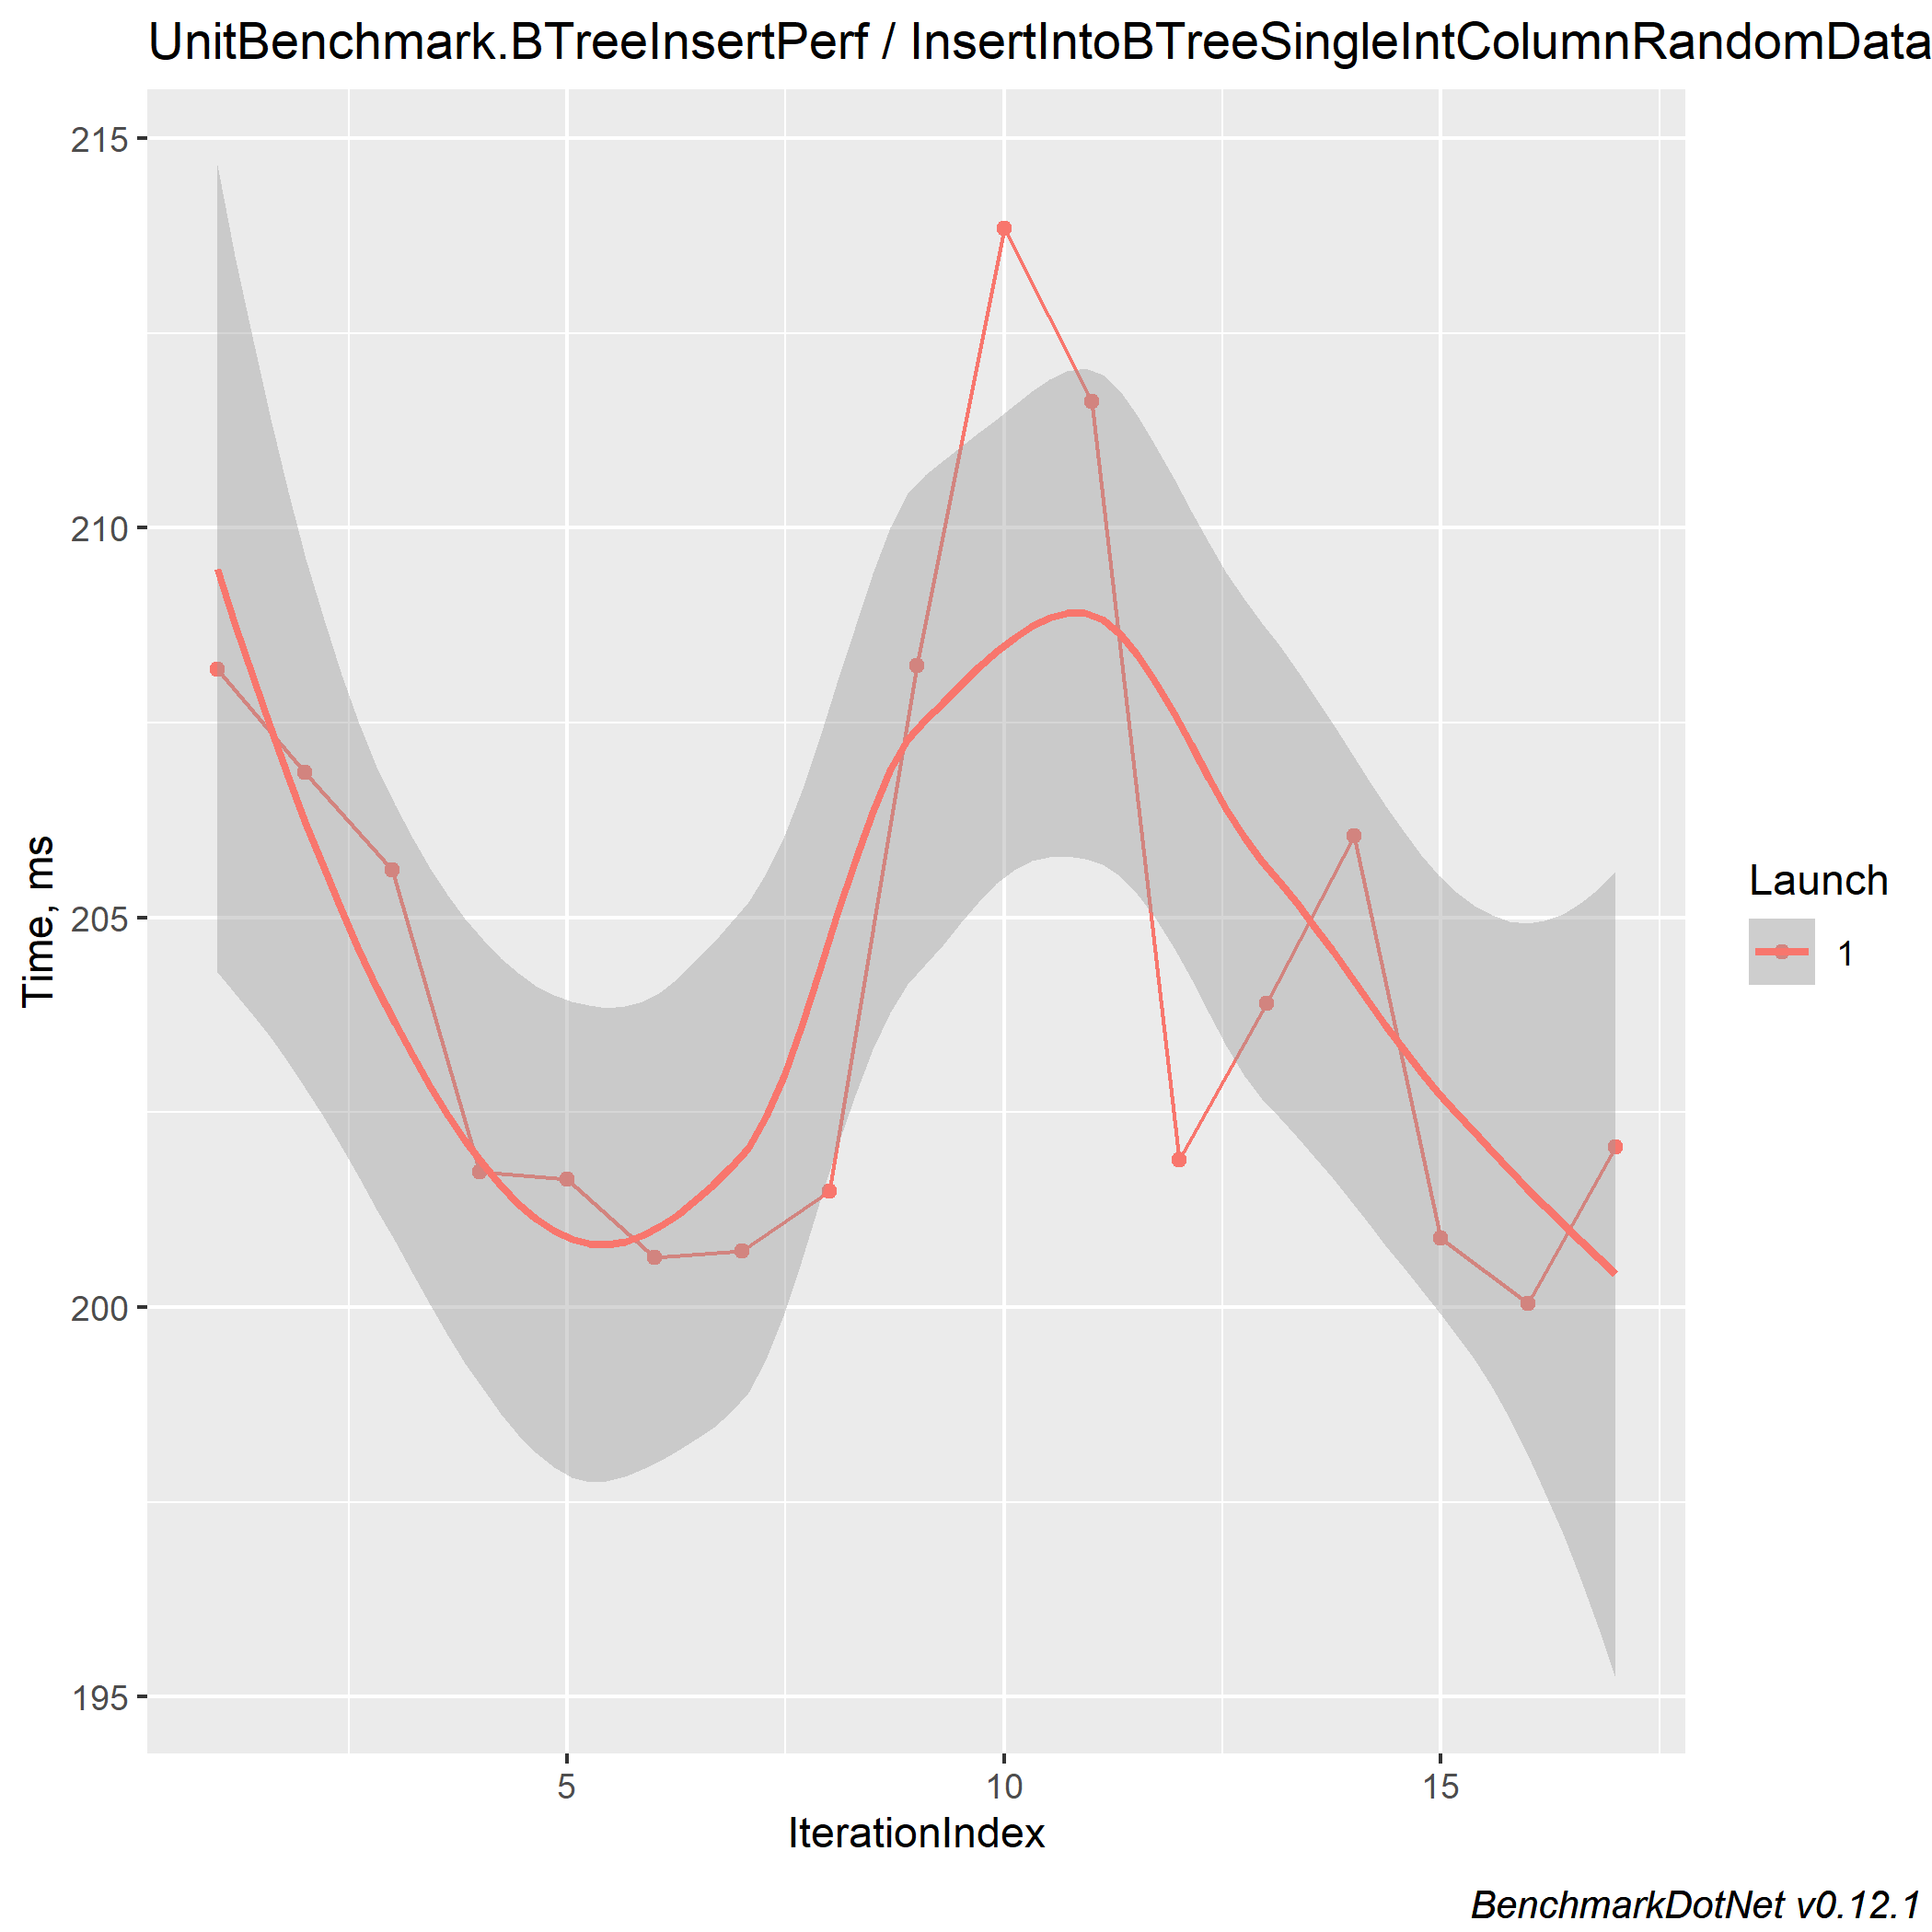 UnitBenchmark.BTreeInsertPerf / InsertIntoBTreeSingleIntColumnRandomData
215
210
205
200
195
Time, ms
5
10
15
IterationIndex
Launch
1
BenchmarkDotNet v0.12.1